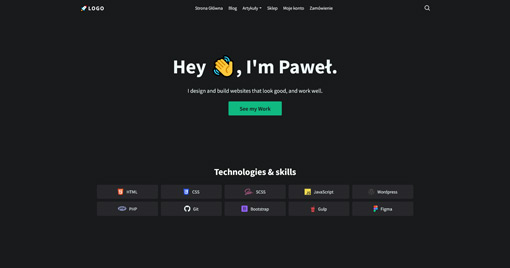 LOGO
Strona Główna Blog Artykuły Sklep Moje konto Zamówienie
Hey 👋, I'm Paweł.
I design and build websites that look good, and work well.
See my Work
Technologies & skills
HTML CSS SCSS JavaScript Wordpress
PHP Git Bootstrap Gulp Figma